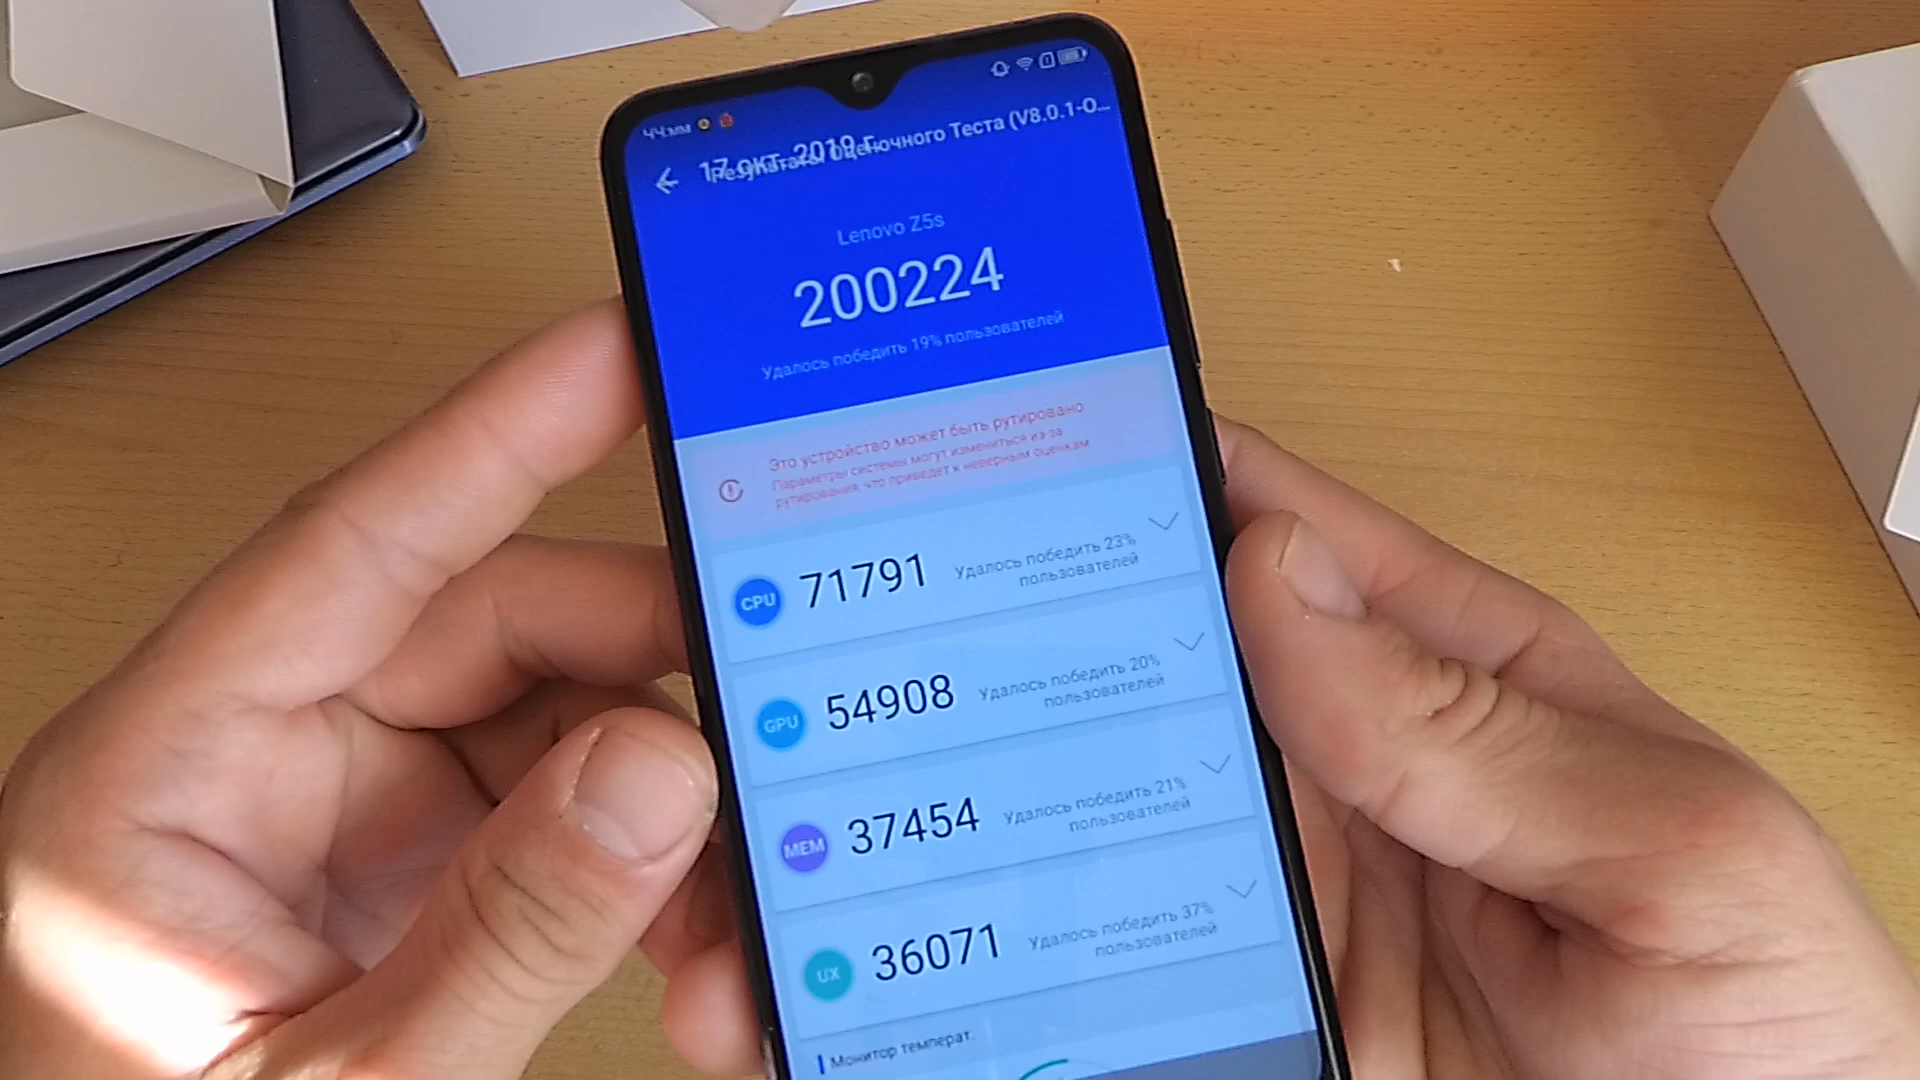 ЧЧ:мм
17 окт. 2019 г.
Результаты Оценочного Теста (V8.0.1-O...
Lenovo Z5s
200224
Удалось победить 19% пользователей
Это устройство может быть рутировано
Параметры системы могут измениться из-за
рутирования, что приведет к неверным оценкам
CPU 71791 Удалось победить 23%
пользователей
GPU 54908 Удалось победить 20%
пользователей
MEM 37454 Удалось победить 21%
пользователей
UX 36071 Удалось победить 37%
пользователей
Монитор температ.